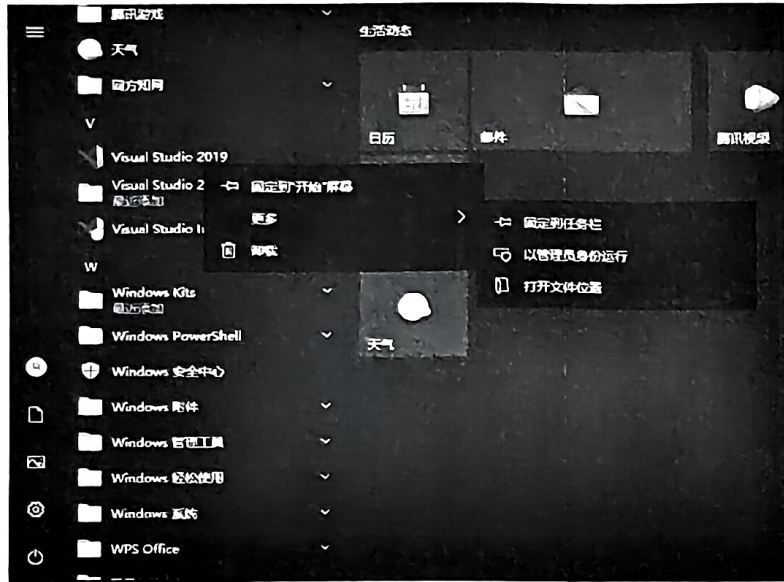 腾讯游戏
天气
同方知网
V
Visual Studio 2019
Visual Studio 2
最近添加
Visual Studio In
W
Windows Kits
最近添加
Windows PowerShell
Windows 安全中心
Windows 附件
Windows 管理工具
Windows 轻松使用
Windows 系统
WPS Office
生活动态
日历
邮件
腾讯视频
固定到"开始"屏幕
更多
卸载
固定到任务栏
以管理员身份运行
打开文件位置
天气